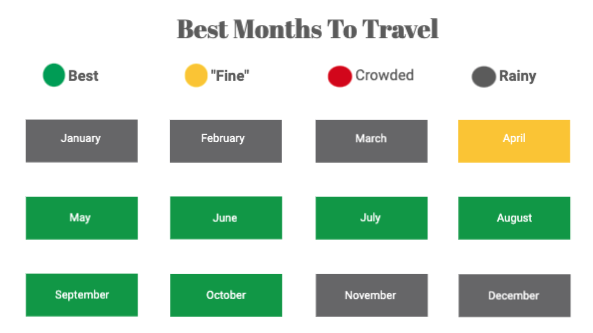 Best Months To Travel
Best "Fine" Crowded Rainy
January February March April
May June July August
September October November December